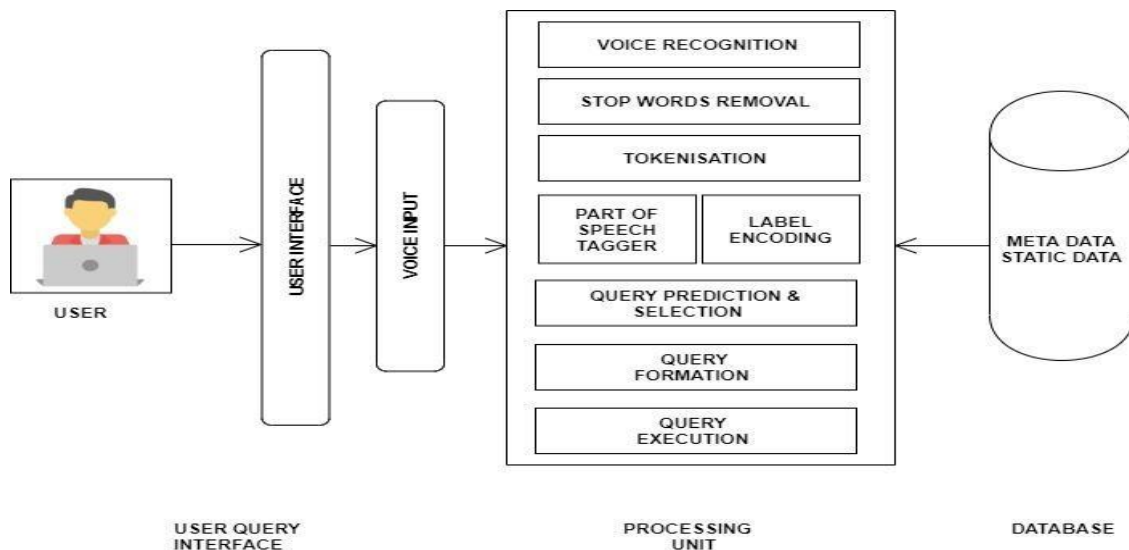 USER
USER INTERFACE
VOICE INPUT
VOICE RECOGNITION
STOP WORDS REMOVAL
TOKENISATION
PART OF
SPEECH
TAGGER
LABEL
ENCODING
QUERY PREDICTION &
SELECTION
QUERY
FORMATION
QUERY
EXECUTION
META DATA
STATIC DATA
USER QUERY
INTERFACE
PROCESSING
UNIT
DATABASE